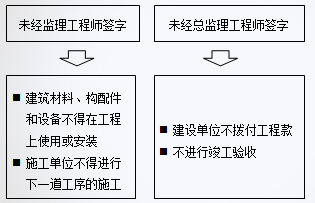 未经监理工程师签字
未经总监理工程师签字
■ 建筑材料、构配件
和设备不得在工程
上使用或安装
■ 施工单位不得进行
下一道工序的施工
■ 建设单位不拨付工程款
■ 不进行竣工验收